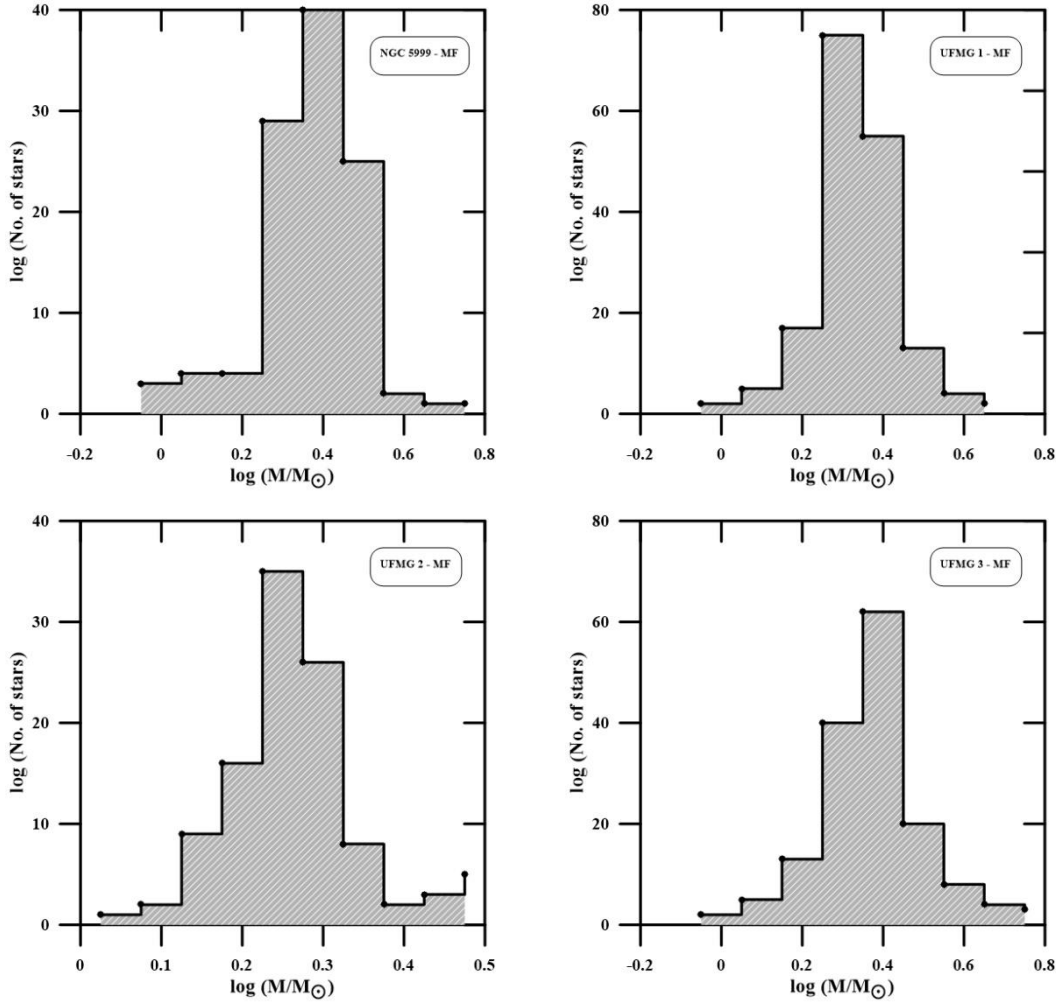 NGC 5999 - MF
log (No. of stars)
40
30
20
10
0
-0.2 0 0.2 0.4 0.6 0.8
log (M/M☉)
UFMG 1 - MF
log (No. of stars)
80
60
40
20
0
-0.2 0 0.2 0.4 0.6 0.8
log (M/M☉)
UFMG 2 - MF
log (No. of stars)
40
30
20
10
0
0 0.1 0.2 0.3 0.4 0.5
log (M/M☉)
UFMG 3 - MF
log (No. of stars)
80
60
40
20
0
-0.2 0 0.2 0.4 0.6 0.8
log (M/M☉)